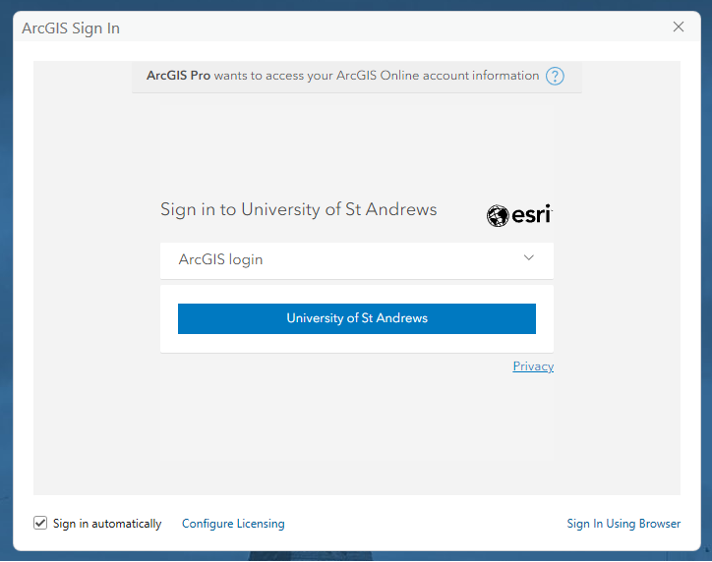 ArcGIS Sign In
ArcGIS Pro wants to access your ArcGIS Online account information ?
Sign in to University of St Andrews
esri
ArcGIS login
University of St Andrews
Privacy
Sign in automatically Configure Licensing Sign In Using Browser